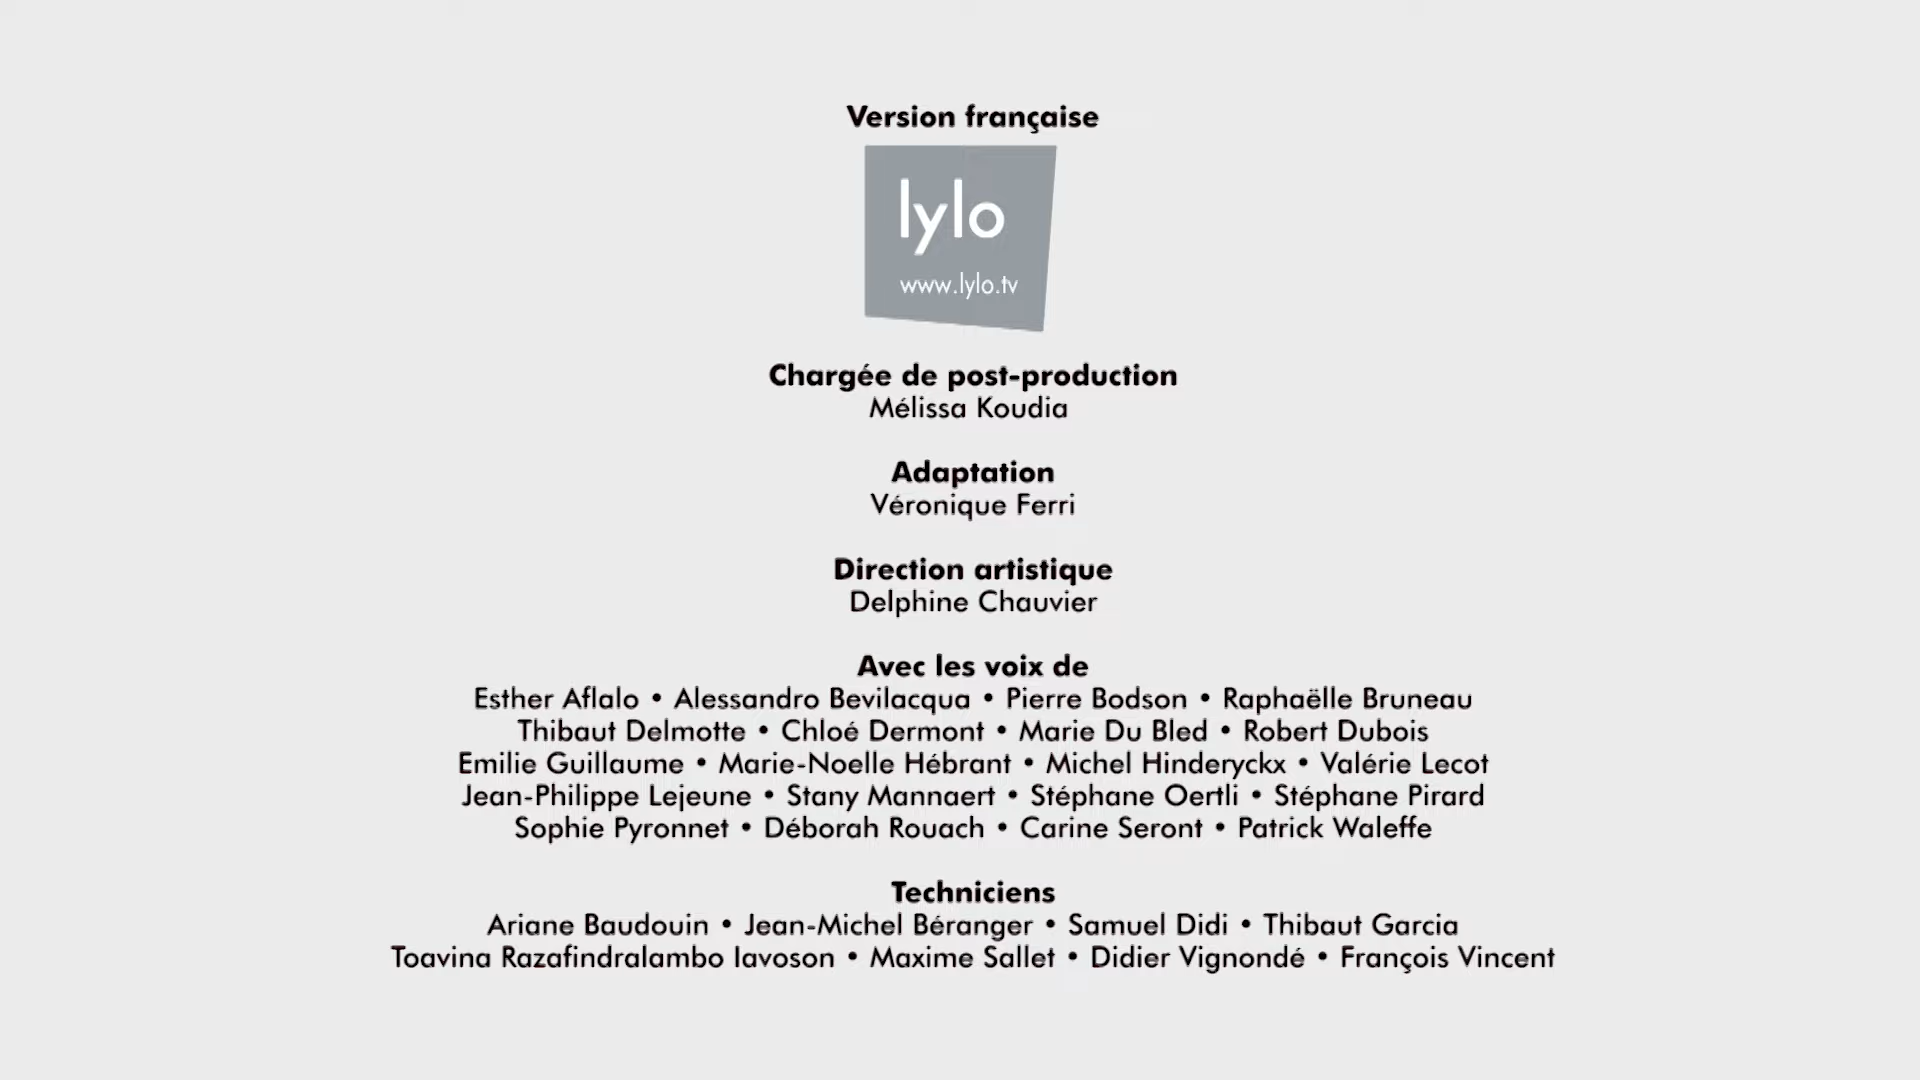 Version française
lylo
www.lylo.tv
Chargée de post-production
Mélissa Koudia
Adaptation
Véronique Ferri
Direction artistique
Delphine Chauvier
Avec les voix de
Esther Aflalo • Alessandro Bevilacqua • Pierre Bodson • Raphaëlle Bruneau
Thibaut Delmotte • Chloé Dermont • Marie Du Bled • Robert Dubois
Emilie Guillaume • Marie-Noelle Hébrant • Michel Hinderyckx • Valérie Lecot
Jean-Philippe Lejeune • Stany Mannaert • Stéphane Oertli • Stéphane Pirard
Sophie Pyronnet • Déborah Rouach • Carine Seront • Patrick Waleffe
Techniciens
Ariane Baudouin • Jean-Michel Béranger • Samuel Didi • Thibaut Garcia
Toavina Razafindralambo Iavoson • Maxime Sallet • Didier Vignondé • François Vincent